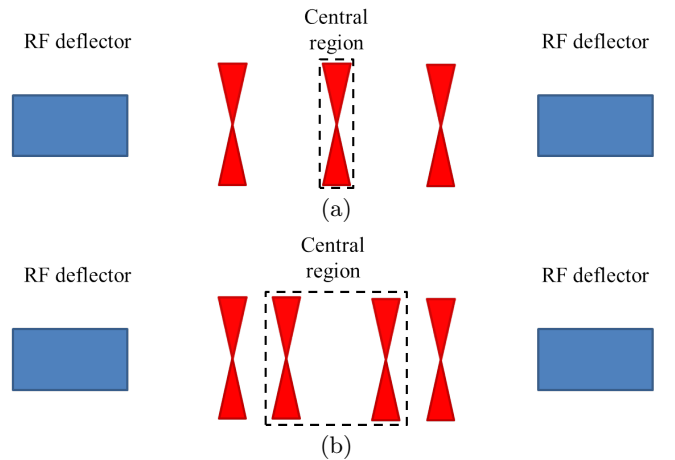 Central
region
RF deflector
RF deflector
(a)
Central
region
RF deflector
RF deflector
(b)